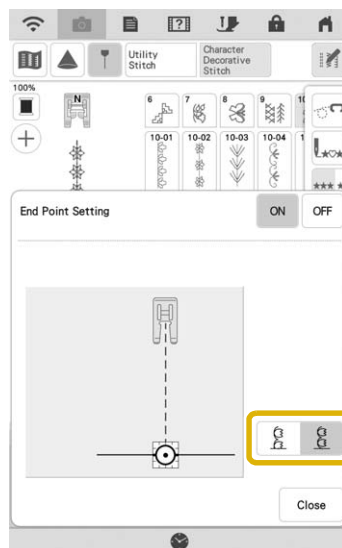 Utility
Stitch
Character
Decorative
Stitch
100%
N
6
7
8
9
10-01
10-02
10-03
10-04
End Point Setting
ON
OFF
Close